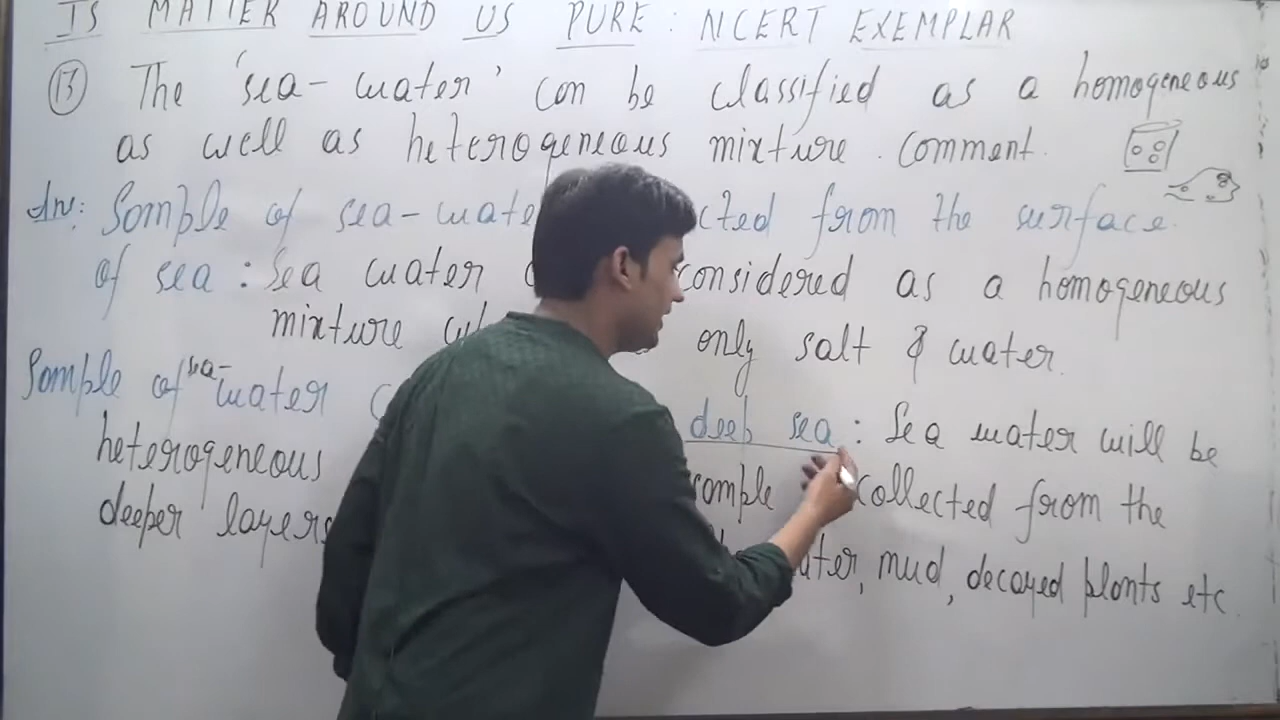 IS MATTER AROUND US PURE : NCERT EXEMPLAR
13 The 'sea-water' can be classified as a homogeneous
as well as heterogeneous mixture. Comment.
Ans: Sample of sea-wate cted from the surface.
of sea : Sea water considered as a homogeneous
mixture only salt & water.
Sample of sea-water deep sea : Sea water will be
heterogeneous sample collected from the
deeper layers ater, mud, decayed plants etc